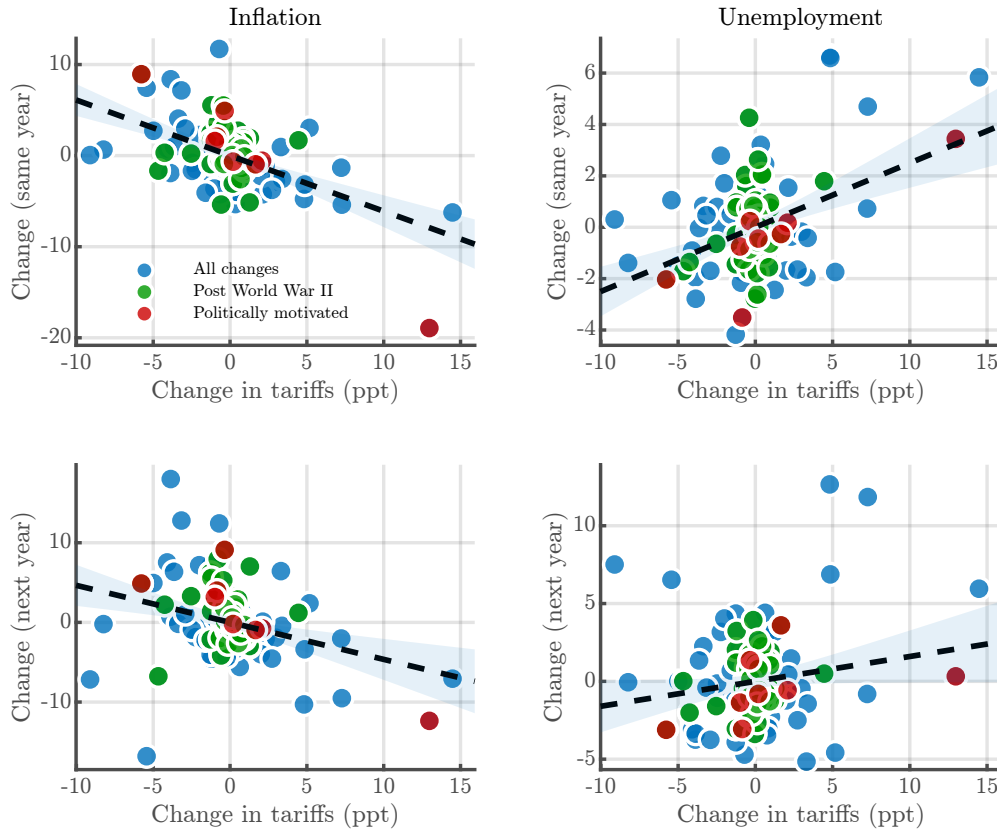 Inflation
Unemployment
Change (same year)
10
0
-10
-20
All changes
Post World War II
Politically motivated
-10 -5 0 5 10 15
Change in tariffs (ppt)
Change (same year)
6
4
2
0
-2
-4
-10 -5 0 5 10 15
Change in tariffs (ppt)
Change (next year)
10
0
-10
-10 -5 0 5 10 15
Change in tariffs (ppt)
Change (next year)
10
5
0
-5
-10 -5 0 5 10 15
Change in tariffs (ppt)